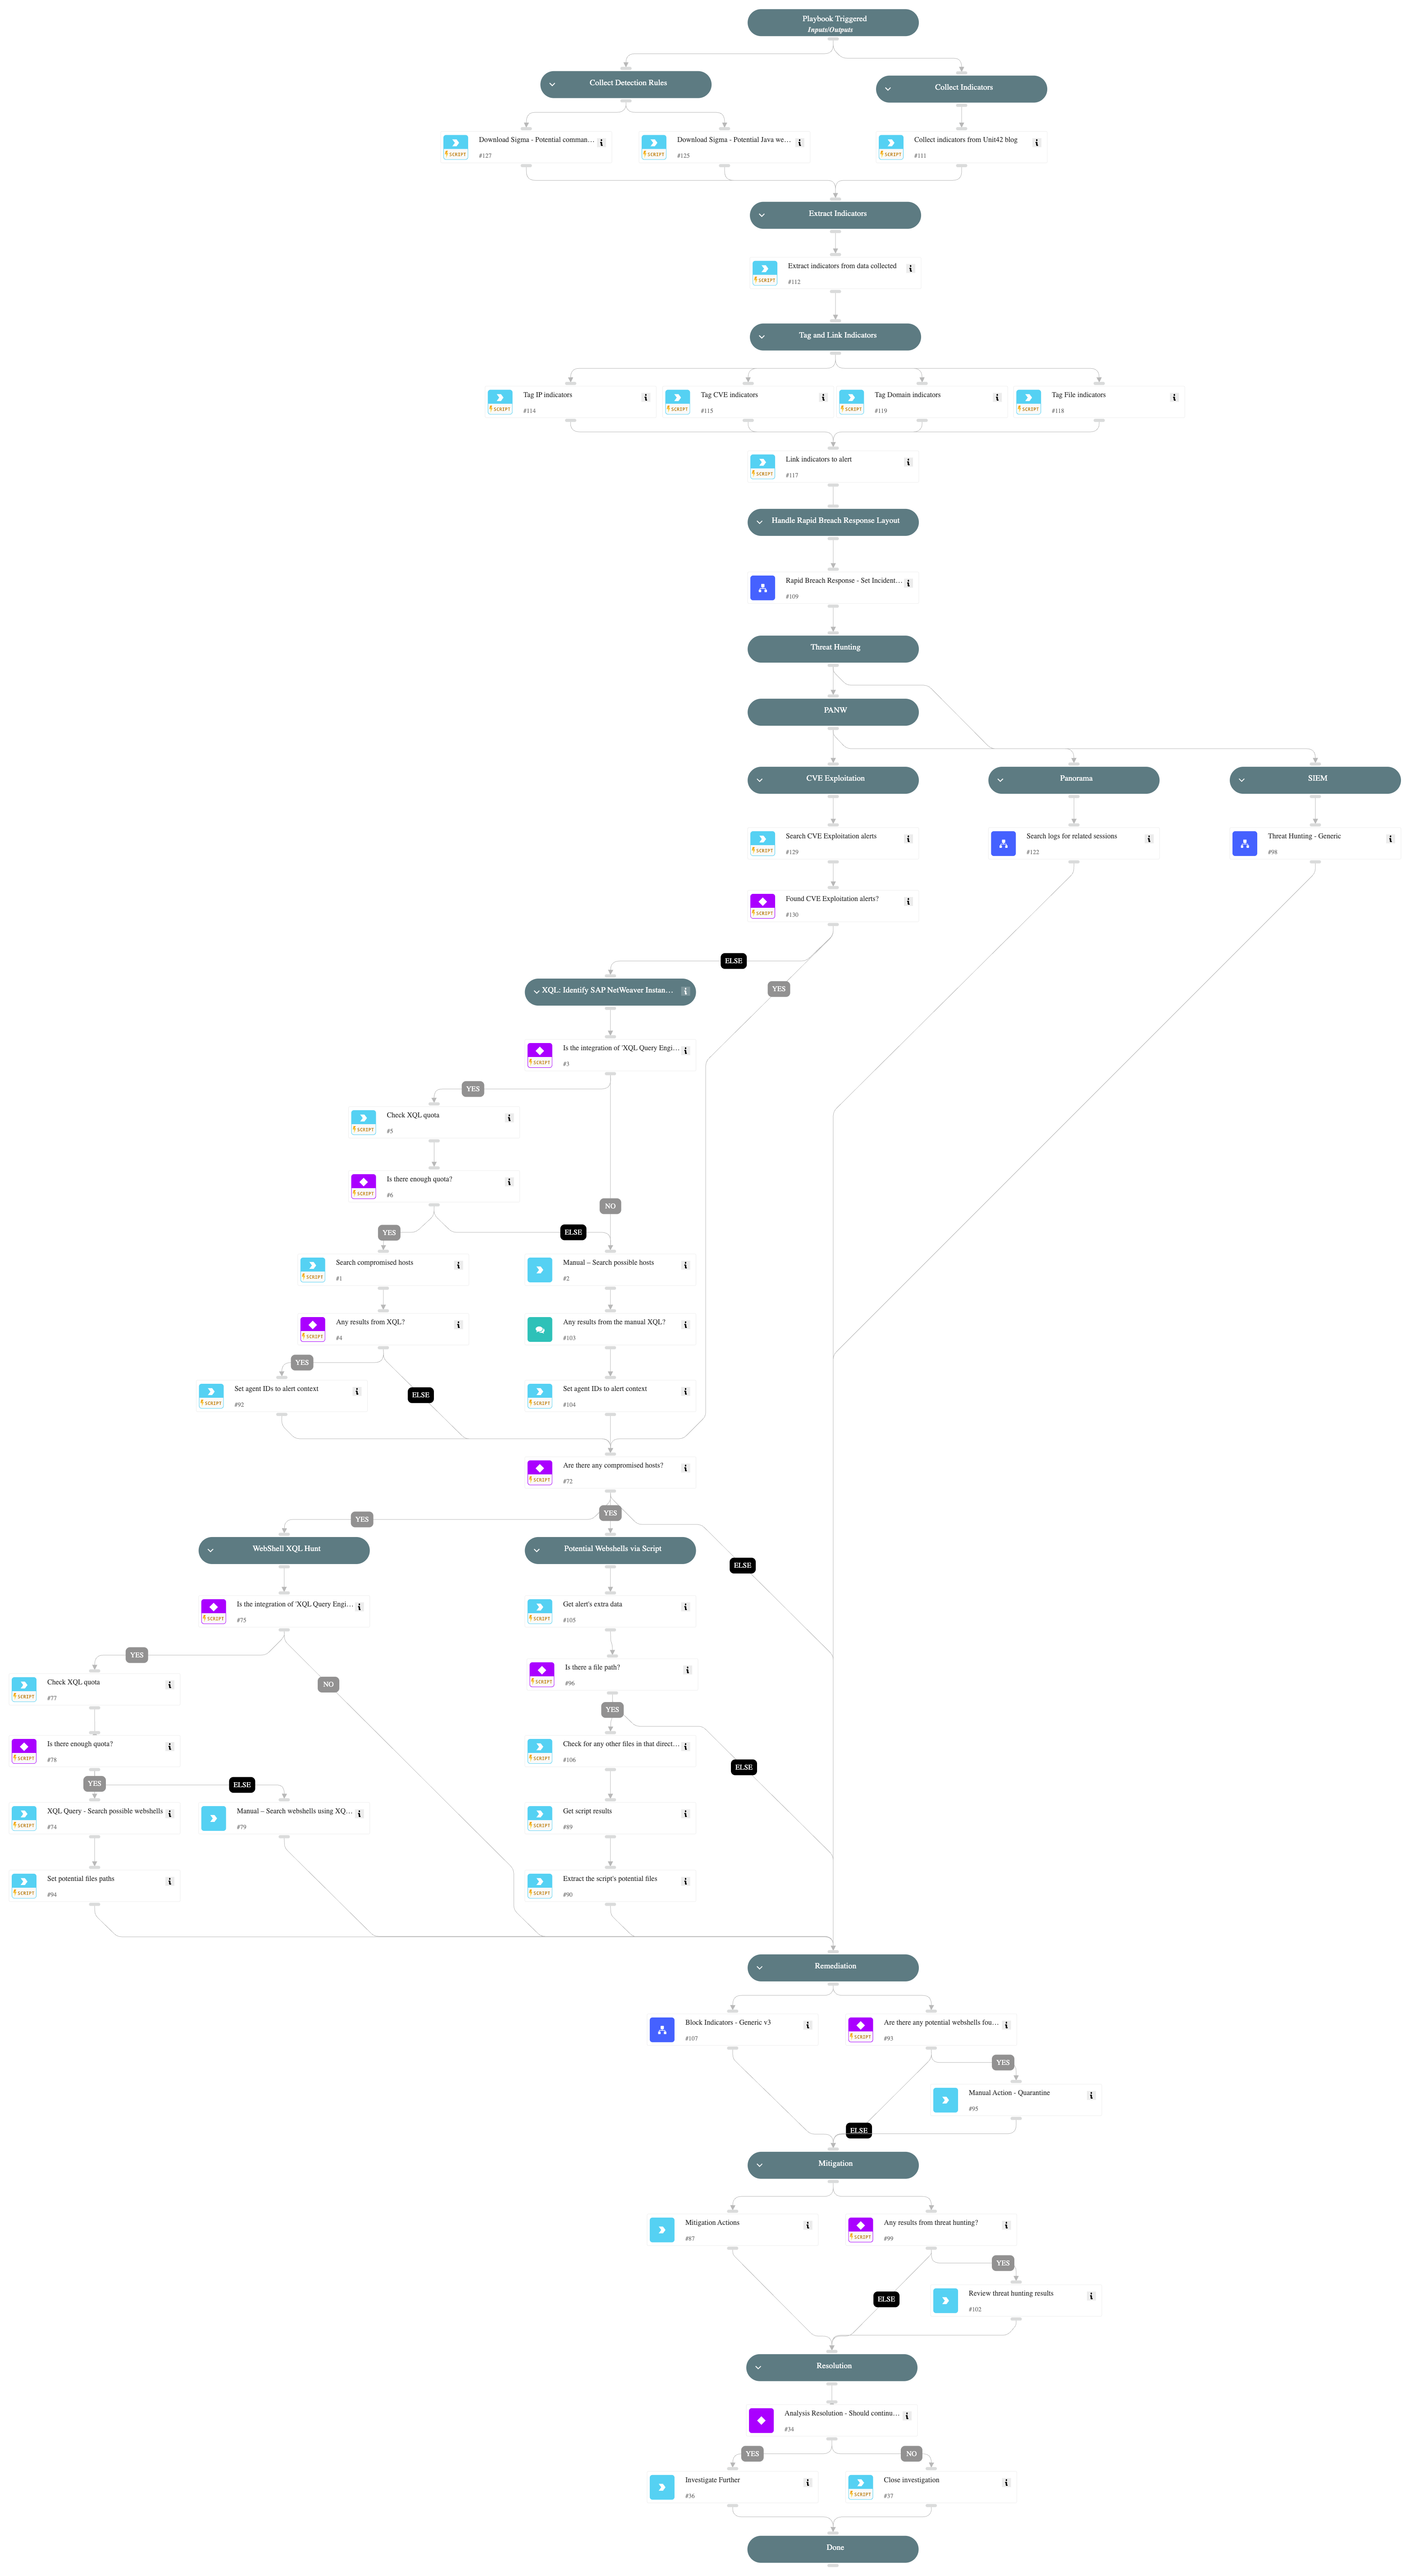 Playbook Triggered
Inputs/Outputs
Collect Detection Rules
Collect Indicators
SCRIPT
Download Sigma - Potential comman...
#127
SCRIPT
Download Sigma - Potential Java we...
#125
SCRIPT
Collect indicators from Unit42 blog
#111
Extract Indicators
SCRIPT
Extract indicators from data collected
#112
Tag and Link Indicators
SCRIPT
Tag IP indicators
#114
SCRIPT
Tag CVE indicators
#115
SCRIPT
Tag Domain indicators
#119
SCRIPT
Tag File indicators
#118
SCRIPT
Link indicators to alert
#117
Handle Rapid Breach Response Layout
Rapid Breach Response - Set Incident...
#109
Threat Hunting
PANW
CVE Exploitation
Panorama
SIEM
SCRIPT
Search CVE Exploitation alerts
#129
Search logs for related sessions
#122
Threat Hunting - Generic
#98
SCRIPT
Found CVE Exploitation alerts?
#130
ELSE
YES
XQL: Identify SAP NetWeaver Instan...
SCRIPT
Is the integration of 'XQL Query Engi...
#3
YES
SCRIPT
Check XQL quota
#5
SCRIPT
Is there enough quota?
#6
NO
YES
ELSE
SCRIPT
Search compromised hosts
#1
Manual – Search possible hosts
#2
SCRIPT
Any results from XQL?
#4
Any results from the manual XQL?
#103
YES
ELSE
SCRIPT
Set agent IDs to alert context
#92
SCRIPT
Set agent IDs to alert context
#104
SCRIPT
Are there any compromised hosts?
#72
YES
YES
ELSE
WebShell XQL Hunt
Potential Webshells via Script
SCRIPT
Is the integration of 'XQL Query Engi...
#75
SCRIPT
Get alert's extra data
#105
YES
NO
SCRIPT
Is there a file path?
#96
SCRIPT
Check XQL quota
#77
YES
ELSE
SCRIPT
Is there enough quota?
#78
SCRIPT
Check for any other files in that direct...
#106
YES
ELSE
SCRIPT
XQL Query - Search possible webshells
#74
Manual – Search webshells using XQ...
#79
SCRIPT
Get script results
#89
SCRIPT
Set potential files paths
#94
SCRIPT
Extract the script's potential files
#90
Remediation
Block Indicators - Generic v3
#107
SCRIPT
Are there any potential webshells fou...
#93
YES
Manual Action - Quarantine
#95
ELSE
Mitigation
Mitigation Actions
#87
SCRIPT
Any results from threat hunting?
#99
YES
ELSE
Review threat hunting results
#102
Resolution
Analysis Resolution - Should continu...
#34
YES
NO
Investigate Further
#36
SCRIPT
Close investigation
#37
Done